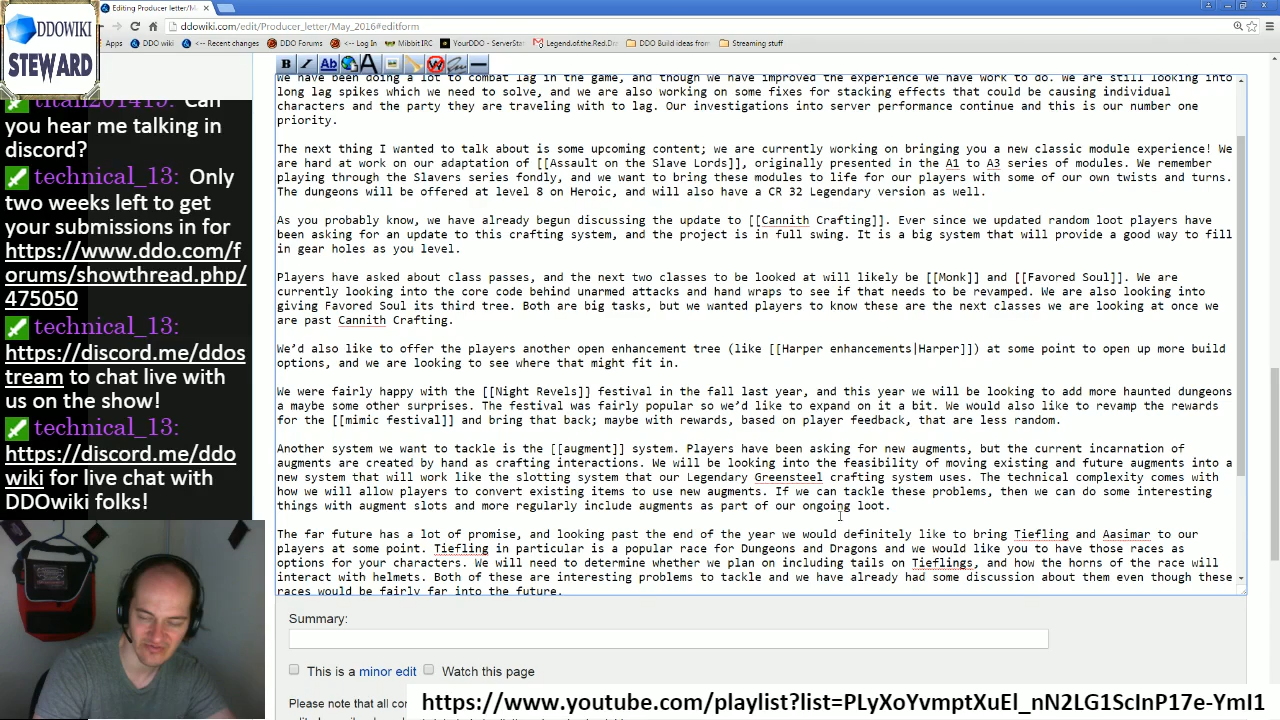 DDOWIKI
STEWARD
Editing Producer letter/May
ddowiki.com/edit/Producer_letter/May_2016#editform
Apps DDO wiki <-- Recent changes DDO Forums <-- Log In Mibbit IRC YourDDO - ServerSta Legend.of.the.Red.Dra DDO Build ideas from Streaming stuff
Can
you hear me talking in
discord?
technical_13: Only
two weeks left to get
your submissions in for
https://www.ddo.com/f
orums/showthread.php/
475050
technical_13:
https://discord.me/ddos
tream to chat live with
us on the show!
technical_13:
https://discord.me/ddo
wiki for live chat with
DDOwiki folks!
We have been doing a lot to combat lag in the game, and though we have improved the experience we have work to do. We are still looking into
long lag spikes which we need to solve, and we are also working on some fixes for stacking effects that could be causing individual
characters and the party they are traveling with to lag. Our investigations into server performance continue and this is our number one
priority.
The next thing I wanted to talk about is some upcoming content; we are currently working on bringing you a new classic module experience! We
are hard at work on our adaptation of [[Assault on the Slave Lords]], originally printed in the A1 to A3 series of modules. We remember
playing through the Slavers series fondly, and we want to bring these modules to life for our players with some of our own twists and turns.
The dungeons will be offered at level 8 on Heroic, and will also have a CR 32 Legendary version as well.
As you probably know, we have already begun discussing the update to [[Cannith Crafting]]. Ever since we updated random loot players have
been asking for an update to this crafting system, and the project is in full swing. It is a big system that will provide a good way to fill
in gear holes as you level.
Players have asked about class passes, and the next two classes to be looked at will likely be [[Monk]] and [[Favored Soul]]. We are
currently looking into the core code behind unarmed attacks and hand wraps to see if that needs to be revamped. We are also looking into
giving Favored Soul its third tree. Both are big tasks, but we wanted players to know these are the next classes we are looking at once we
are past Cannith Crafting.
We'd also like to offer the players another open enhancement tree (like [[Harper enhancements|Harper]]) at some point to open up more build
options, and we are looking to see where that might fit in.
We were fairly happy with the [[Night Revels]] festival in the fall last year, and this year we will be looking to add more haunted dungeons
a maybe some other surprises. The festival was fairly popular so we'd like to expand on it a bit. We would also like to revamp the rewards
for the [[mimic festival]] and bring that back; maybe with rewards, based on player feedback, that are less random.
Another system we want to tackle is the [[augment]] system. Players have been asking for new augments, but the current incarnation of
augments are created by hand as crafting interactions. We will be looking into the feasibility of moving existing and future augments into a
new system that will work like the slotting system that our Legendary Greensteel crafting system uses. The technical complexity comes with
how we will allow players to convert existing items to use new augments. If we can tackle these problems, then we can do some interesting
things with augment slots and more regularly include augments as part of our ongoing loot.
The far future has a lot of promise, and looking past the end of the year we would definitely like to bring Tiefling and Aasimar to our
players at some point. Tiefling in particular is a popular race for Dungeons and Dragons and we would like you to have those races as
options for your characters. We will need to determine whether we plan on including tails on Tieflings, and how the horns of the race will
interact with helmets. Both of these are interesting problems to tackle and we have already had some discussion about them even though these
races would be fairly far into the future.
Summary:
This is a minor edit Watch this page
Please note that all con
https://www.youtube.com/playlist?list=PLyXoYvmptXuEl_nN2LG1ScInP17e-YmI1